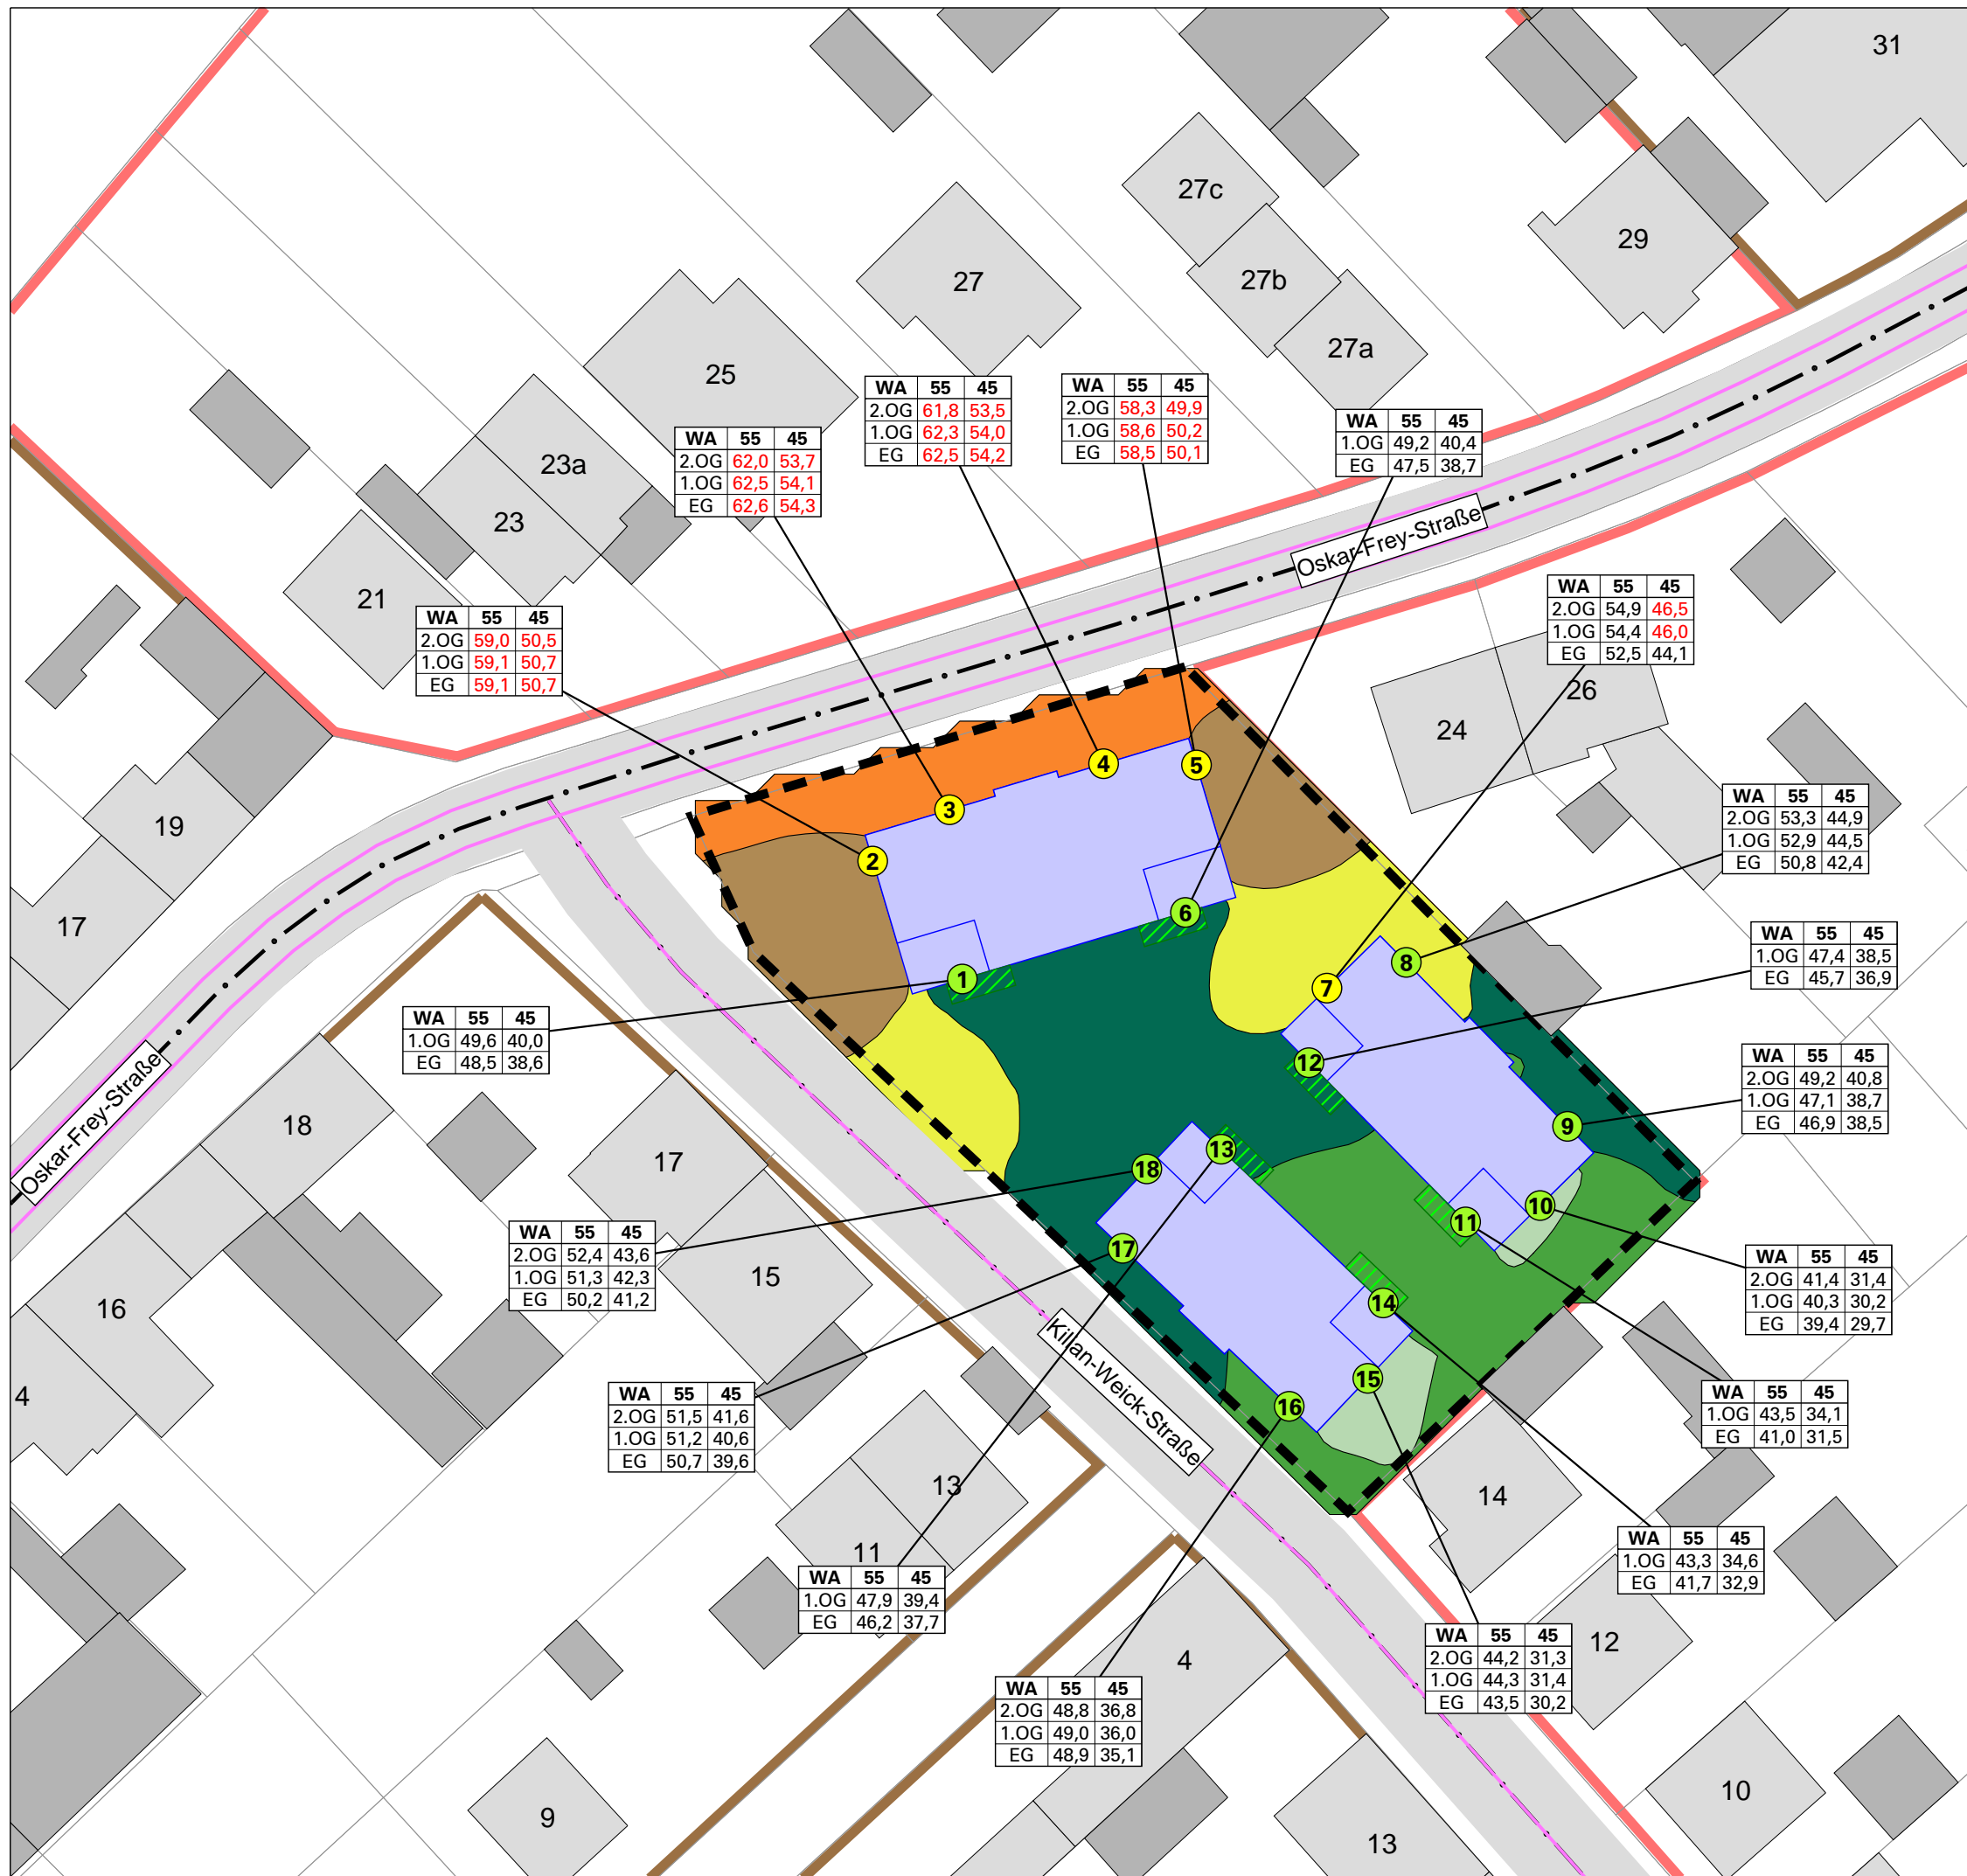 31
27c
29
27
27b
27a
25
WA 55 45
2.OG 61,8 53,5
1.OG 62,3 54,0
EG 62,5 54,2
WA 55 45
2.OG 58,3 49,9
1.OG 58,6 50,2
EG 58,5 50,1
WA 55 45
1.OG 49,2 40,4
EG 47,5 38,7
WA 55 45
2.OG 62,0 53,7
1.OG 62,5 54,1
EG 62,6 54,3
23a
23
Oskar-Frey-Straße
21
WA 55 45
2.OG 59,0 50,5
1.OG 59,1 50,7
EG 59,1 50,7
WA 55 45
2.OG 54,9 46,5
1.OG 54,4 46,0
EG 52,5 44,1
26
24
4
5
3
19
2
WA 55 45
2.OG 53,3 44,9
1.OG 52,9 44,5
EG 50,8 42,4
6
17
8
1
7
WA 55 45
1.OG 47,4 38,5
EG 45,7 36,9
WA 55 45
1.OG 49,6 40,0
EG 48,5 38,6
12
WA 55 45
2.OG 49,2 40,8
1.OG 47,1 38,7
EG 46,9 38,5
Oskar-Frey-Straße
18
9
17
13
18
10
11
17
WA 55 45
2.OG 52,4 43,6
1.OG 51,3 42,3
EG 50,2 41,2
15
16
WA 55 45
2.OG 41,4 31,4
1.OG 40,3 30,2
EG 39,4 29,7
14
4
Kilian-Weick-Straße
15
16
WA 55 45
2.OG 51,5 41,6
1.OG 51,2 40,6
EG 50,7 39,6
WA 55 45
1.OG 43,5 34,1
EG 41,0 31,5
13
14
11
WA 55 45
1.OG 43,3 34,6
EG 41,7 32,9
WA 55 45
1.OG 47,9 39,4
EG 46,2 37,7
4
12
WA 55 45
2.OG 44,2 31,3
1.OG 44,3 31,4
EG 43,5 30,2
WA 55 45
2.OG 48,8 36,8
1.OG 49,0 36,0
EG 48,9 35,1
10
9
13